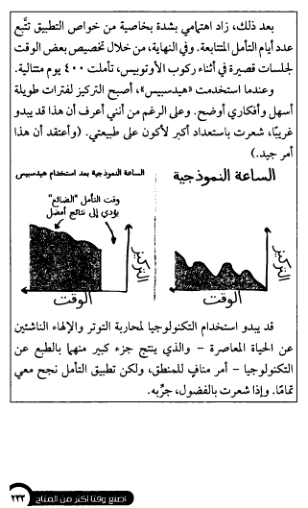 بعد ذلك، زاد اهتمامي بشدة بخاصية من خواص التطبيق تتبَّع
عدد أيام التأمل المتتابعة. وفي النهاية، من خلال تخصيص بعض الوقت
لجلسات قصيرة في أثناء ركوب الأوتوبيس، تأملت ٤٠٠ يوم متتالية.
وعندما استخدمت «هيدسبيس»، أصبح التركيز لفترات طويلة
أسهل وأفكاري أوضح. وعلى الرغم من أنني أعرف أن هذا قد يبدو
غريبًا، شعرت باستعداد أكبر لأكون على طبيعتي. (وأعتقد أن هذا
أمر جيد.)
الساعة النموذجية
التركيز
الوقت
الساعة النموذجية بعد استخدام هيدسبيس
وقت التأمل "الضائع"
يؤدي إلى نتائج أفضل
التركيز
الوقت
قد يبدو استخدام التكنولوجيا لمحاربة التوتر والإلهاء الناشئين
عن الحياة المعاصرة – والذي ينتج جزء كبير منهما بالطبع عن
التكنولوجيا – أمر منافٍ للمنطق، ولكن تطبيق التأمل نجح معي
تمامًا. وإذا شعرت بالفضول، جرِّبه.
اصنع وقتًا أكثر من المتاح
٢٣٣